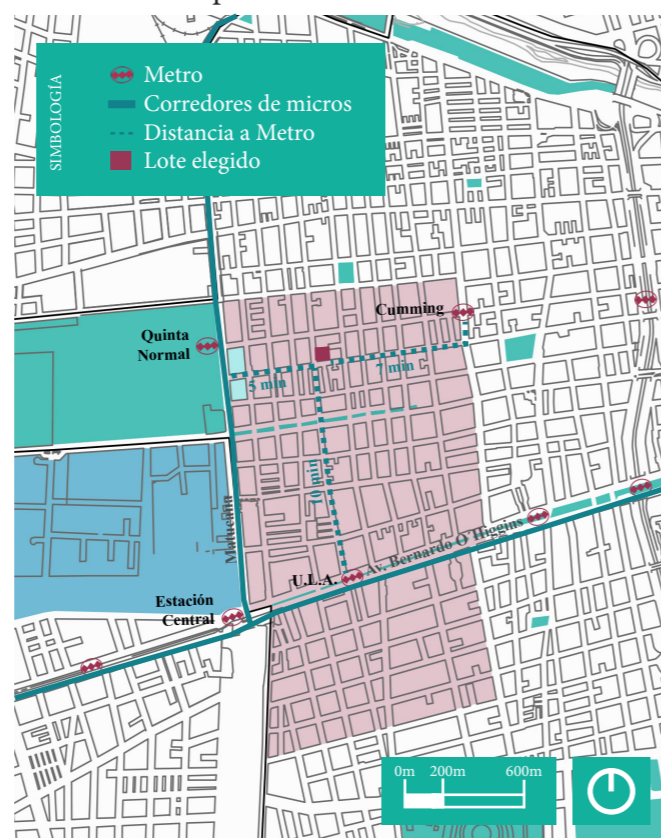 SIMBOLOGÍA
Metro
Corredores de micros
Distancia a Metro
Lote elegido
Cumming
Quinta
Normal
7 min
5 min
10 min
Matucana
Av. Bernardo O´Higgins
U.L.A.
Estación
Central
0m 200m 600m